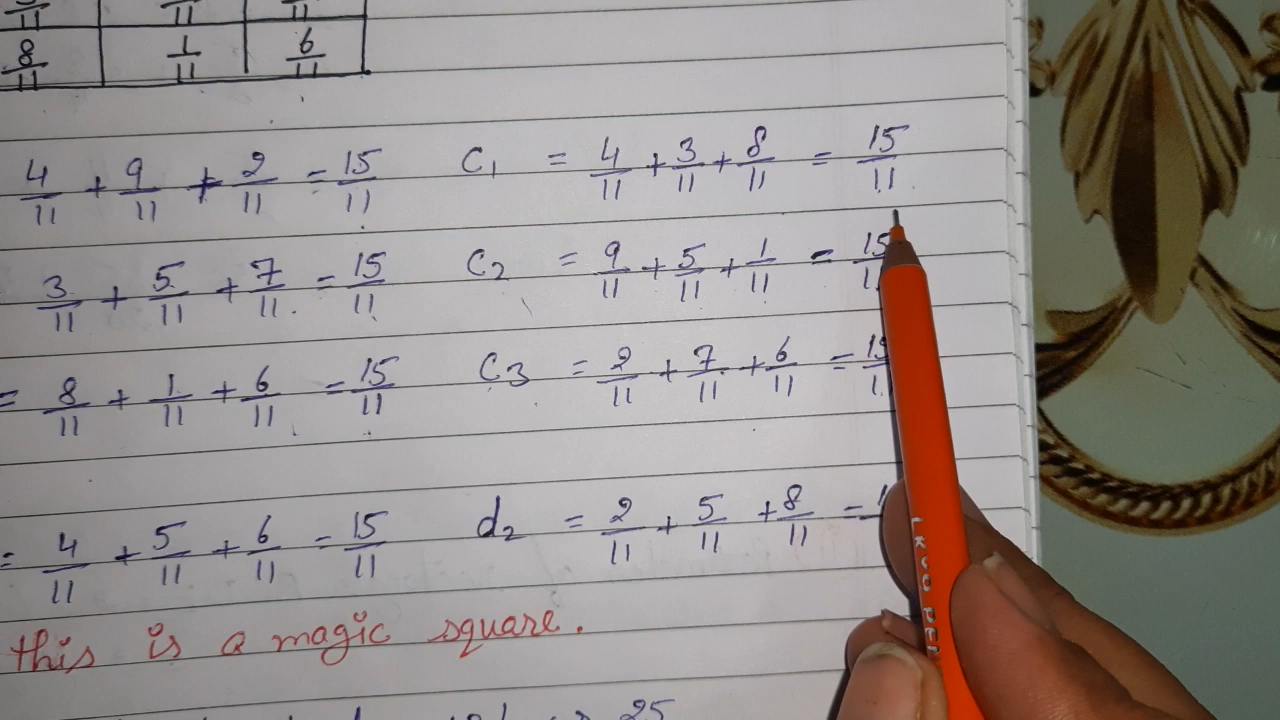 8/11 1/11 6/11
4/11 + 9/11 + 2/11 = 15/11 C1 = 4/11 + 3/11 + 8/11 = 15/11
3/11 + 5/11 + 7/11 = 15/11 C2 = 9/11 + 5/11 + 1/11 = 15
= 8/11 + 1/11 + 6/11 = 15/11 C3 = 2/11 + 7/11 + 6/11 =
= 4/11 + 5/11 + 6/11 = 15/11 d2 = 2/11 + 5/11 + 8/11 =
this is a magic square.
25